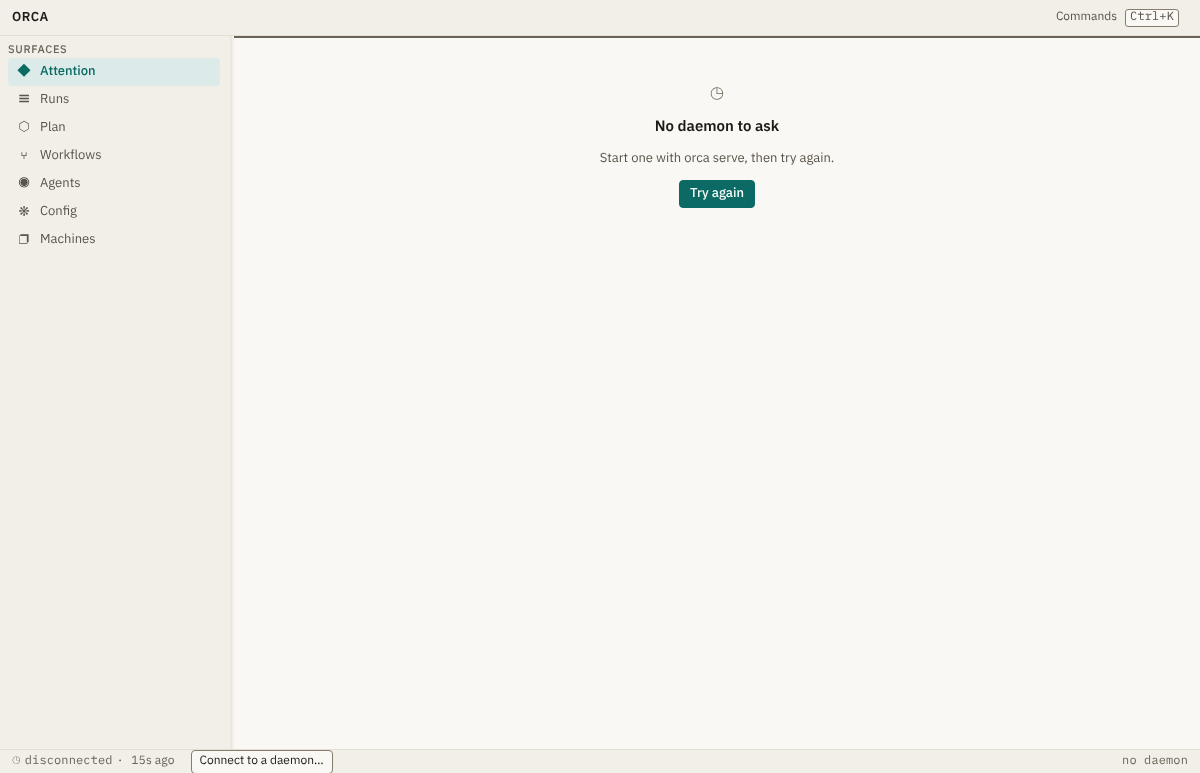 ORCA
Commands Ctrl+K
SURFACES
Attention
Runs
Plan
Workflows
Agents
Config
Machines
No daemon to ask
Start one with orca serve, then try again.
Try again
disconnected · 15s ago
Connect to a daemon...
no daemon